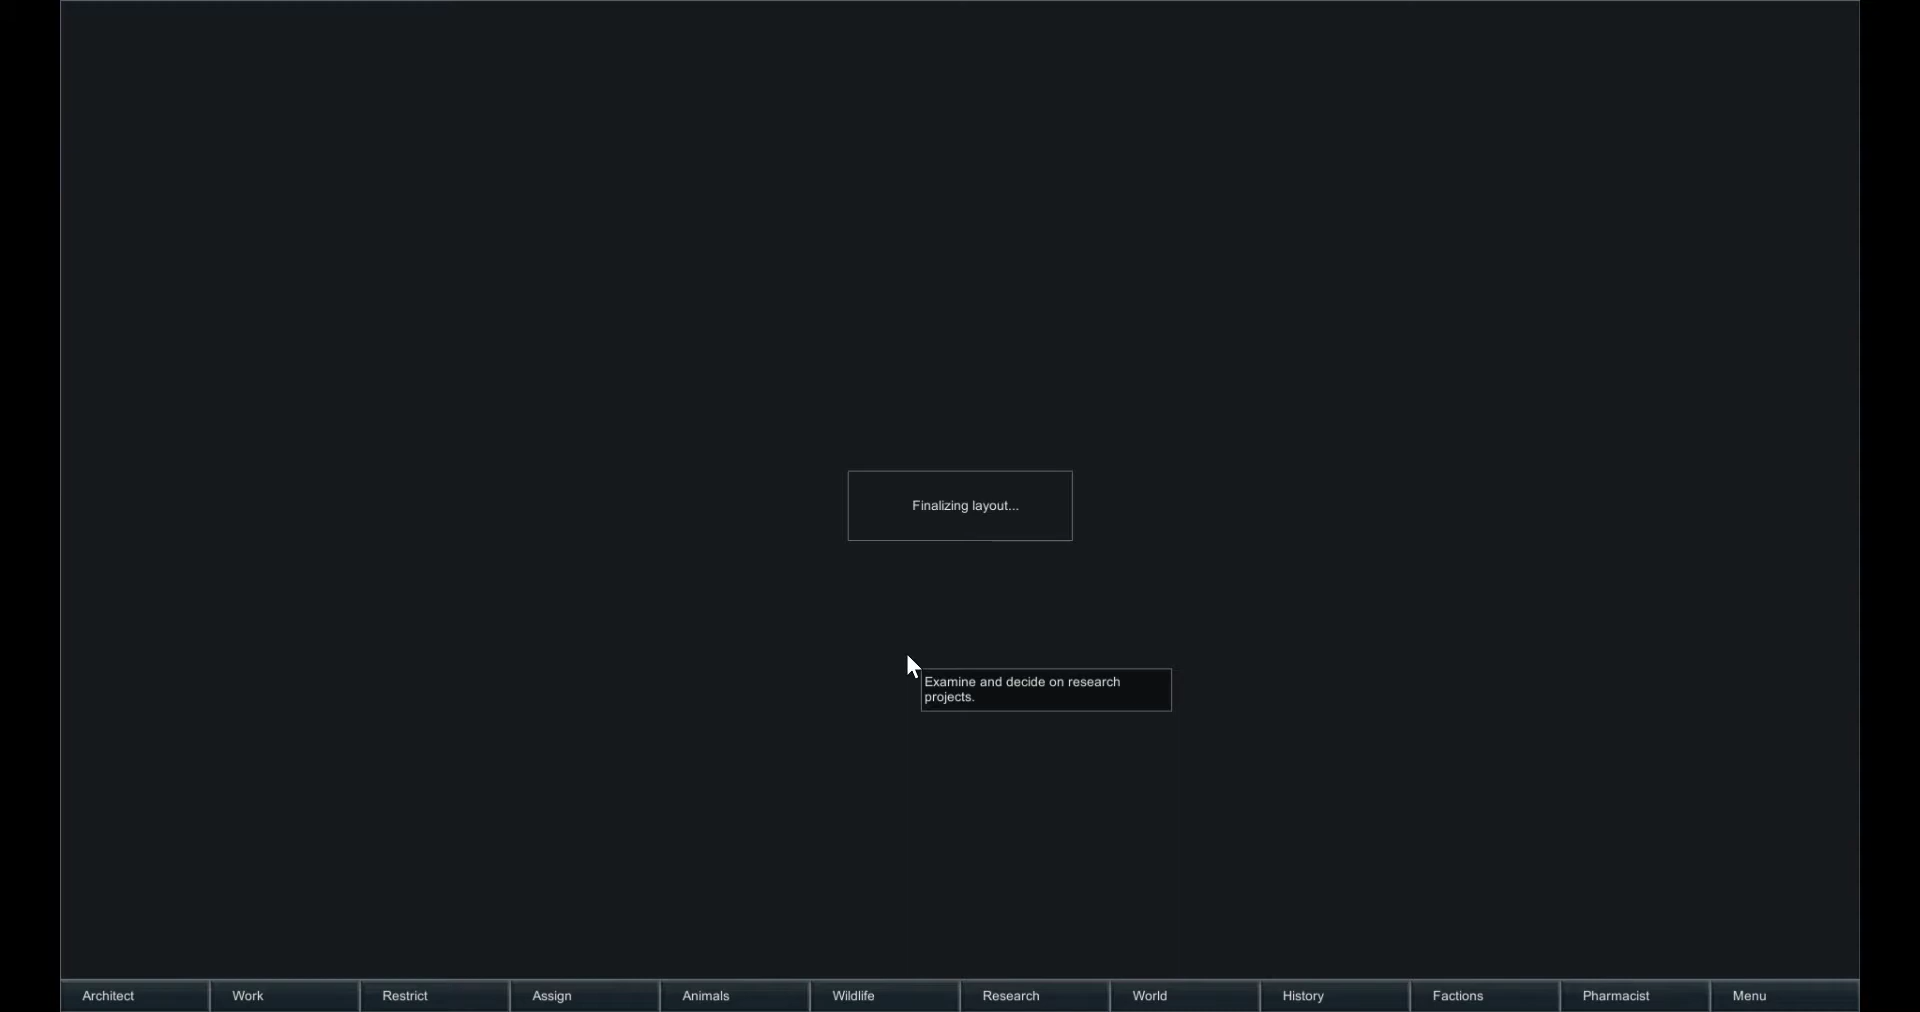 Finalizing layout...
Examine and decide on research
projects.
Architect Work Restrict Assign Animals Wildlife Research World History Factions Pharmacist Menu